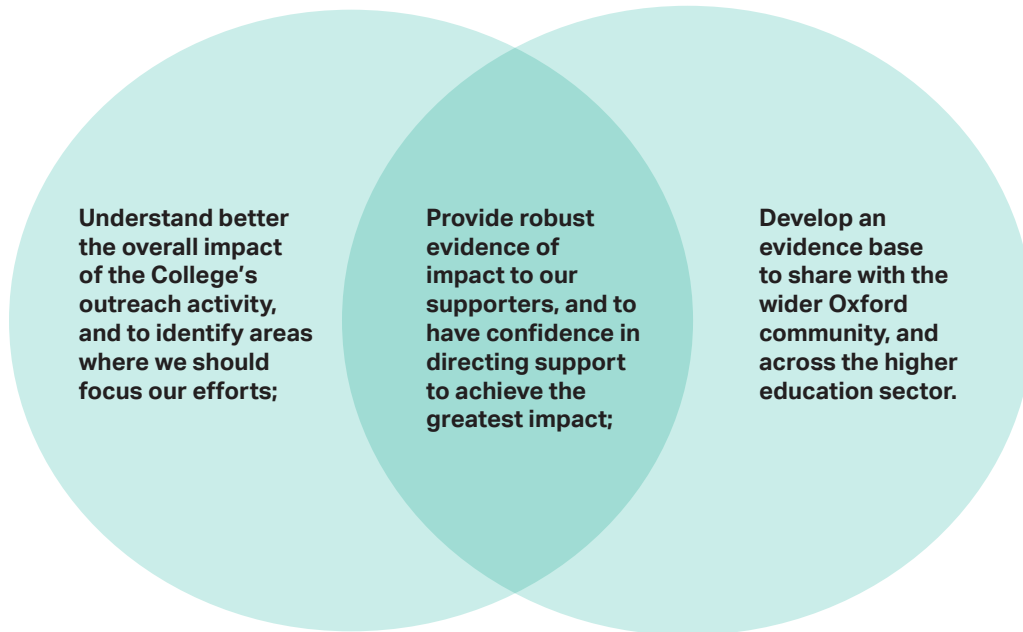 Understand better
the overall impact
of the College's
outreach activity,
and to identify areas
where we should
focus our efforts;
Provide robust
evidence of
impact to our
supporters, and to
have confidence in
directing support
to achieve the
greatest impact;
Develop an
evidence base
to share with the
wider Oxford
community, and
across the higher
education sector.